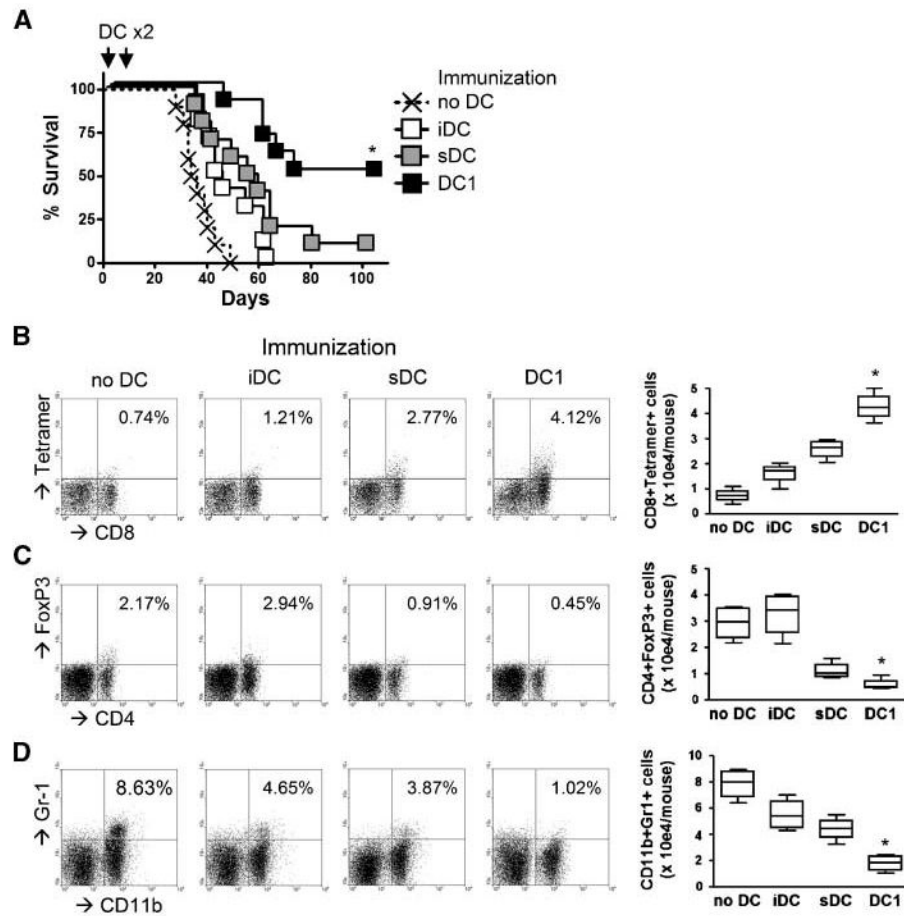 A
DC x2
Immunization
no DC
iDC
sDC
DC1
*
% Survival
100
75
50
25
0
0 20 40 60 80 100
Days
B
Immunization
no DC iDC sDC DC1
0.74% 1.21% 2.77% 4.12%
→ Tetramer
→ CD8
CD8+Tetramer+ cells
(x 10e4/mouse)
5
4
3
2
1
0
*
no DC iDC sDC DC1
C
2.17% 2.94% 0.91% 0.45%
→ FoxP3
→ CD4
CD4+FoxP3+ cells
(x 10e4/mouse)
5
4
3
2
1
0
*
no DC iDC sDC DC1
D
8.63% 4.65% 3.87% 1.02%
→ Gr-1
→ CD11b
CD11b+Gr1+ cells
(x 10e4/mouse)
10
8
6
4
2
0
*
no DC iDC sDC DC1